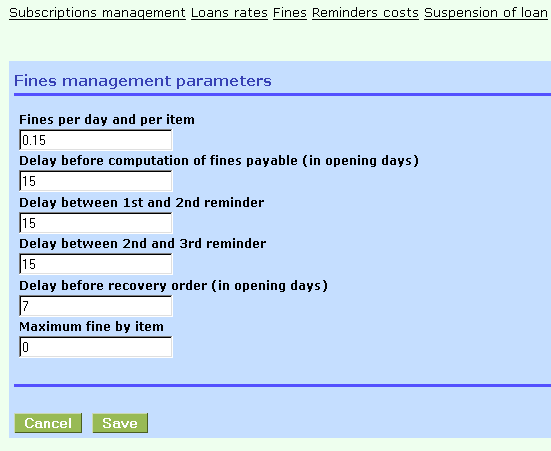 Subscriptions management Loans rates Fines Reminders costs Suspension of loan
Fines management parameters
Fines per day and per item
0.15
Delay before computation of fines payable (in opening days)
15
Delay between 1st and 2nd reminder
15
Delay between 2nd and 3rd reminder
15
Delay before recovery order (in opening days)
7
Maximum fine by item
0
Cancel Save